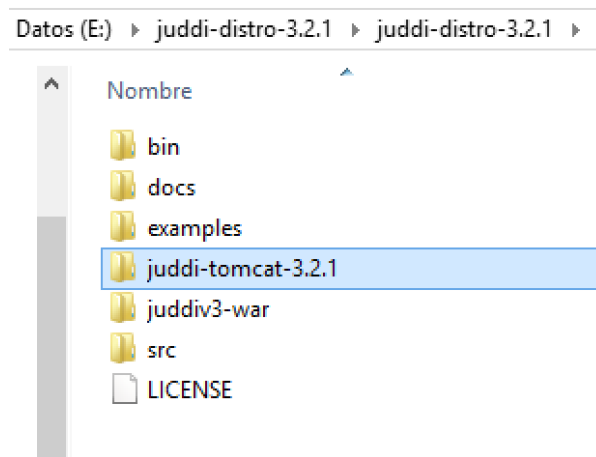 Datos (E:) ▸ juddi-distro-3.2.1 ▸ juddi-distro-3.2.1 ▸
Nombre
bin
docs
examples
juddi-tomcat-3.2.1
juddiv3-war
src
LICENSE